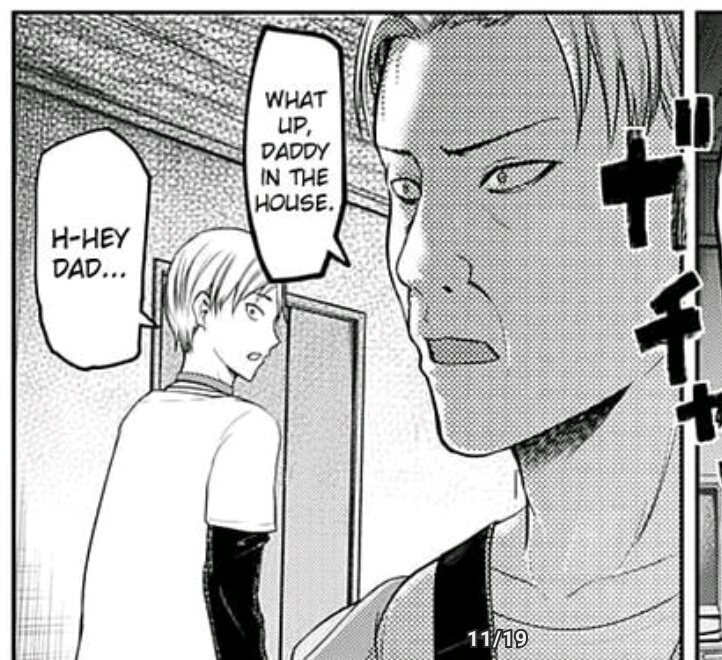 WHAT
UP,
DADDY
IN THE
HOUSE.
H-HEY
DAD...
ガ
チ
ャ
11/19